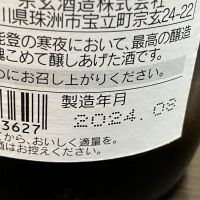 宗玄酒造株式会社
川県珠洲市宝立町宗玄24-22
能登の寒夜において、最高の醸造
魂こめて醸しあげた酒です。
にお召し上がりください。
製造年月
2024.08
3627
から、おいしく適量を。
酒はお控えください。